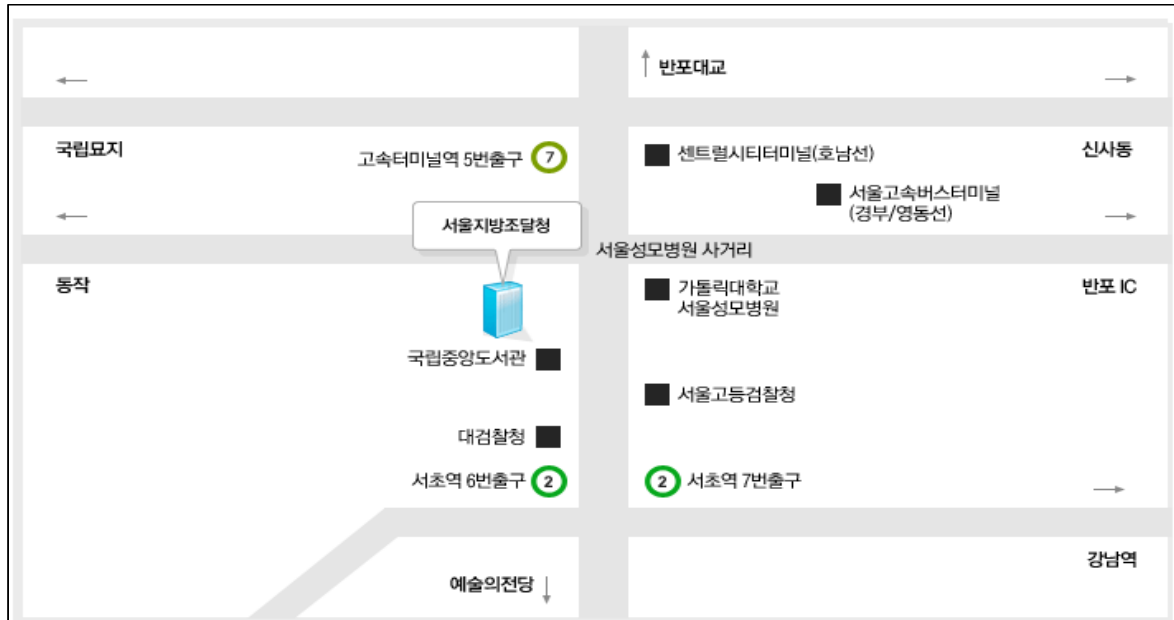 반포대교
국립묘지
고속터미널역 5번출구 7
센트럴시티터미널(호남선)
신사동
서울고속버스터미널
(경부/영동선)
서울지방조달청
서울성모병원 사거리
동작
가톨릭대학교
서울성모병원
반포 IC
국립중앙도서관
서울고등검찰청
대검찰청
서초역 6번출구 2
2 서초역 7번출구
강남역
예술의전당